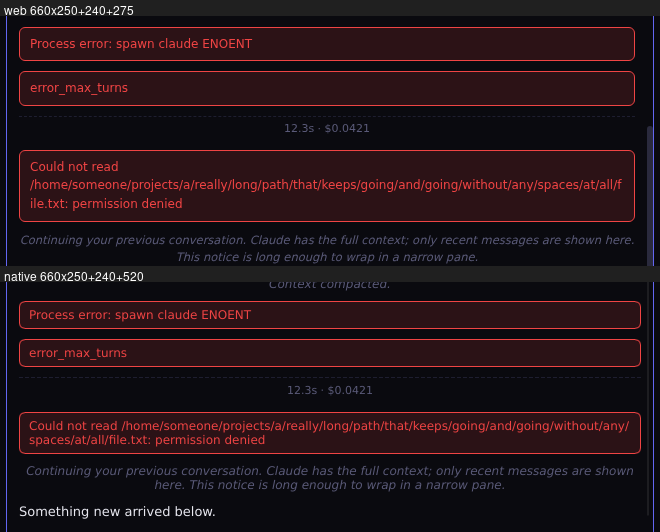 web 660x250+240+275
Process error: spawn claude ENOENT
error_max_turns
12.3s · $0.0421
Could not read
/home/someone/projects/a/really/long/path/that/keeps/going/and/going/without/any/spaces/at/all/f
ile.txt: permission denied
Continuing your previous conversation. Claude has the full context; only recent messages are shown here.
This notice is long enough to wrap in a narrow pane.
native 660x250+240+520
Context compacted.
Process error: spawn claude ENOENT
error_max_turns
12.3s · $0.0421
Could not read /home/someone/projects/a/really/long/path/that/keeps/going/and/going/without/any/
spaces/at/all/file.txt: permission denied
Continuing your previous conversation. Claude has the full context; only recent messages are shown
here. This notice is long enough to wrap in a narrow pane.
Something new arrived below.